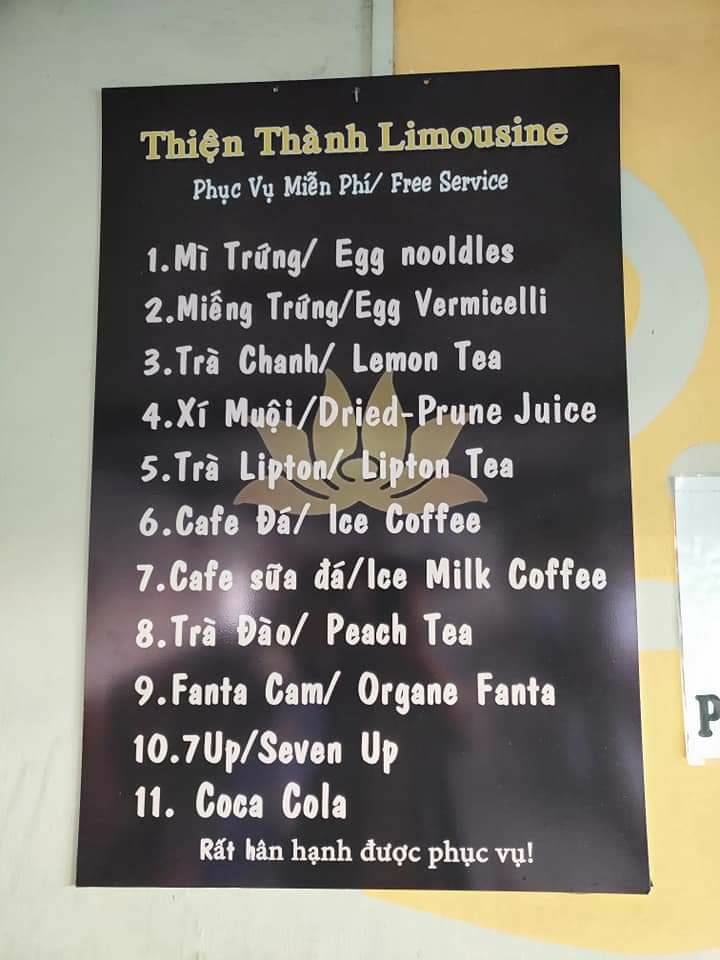 Thiện Thành Limousine
Phục Vụ Miễn Phí/ Free Service
1.Mì Trứng/ Egg nooldles
2.Miếng Trứng/Egg Vermicelli
3.Trà Chanh/ Lemon Tea
4.Xí Muội/Dried-Prune Juice
5.Trà Lipton/ Lipton Tea
6.Cafe Đá/ Ice Coffee
7.Cafe sữa đá/Ice Milk Coffee
8.Trà Đào/ Peach Tea
9.Fanta Cam/ Organe Fanta
10.7Up/Seven Up
11. Coca Cola
Rất hân hạnh được phục vụ!
P